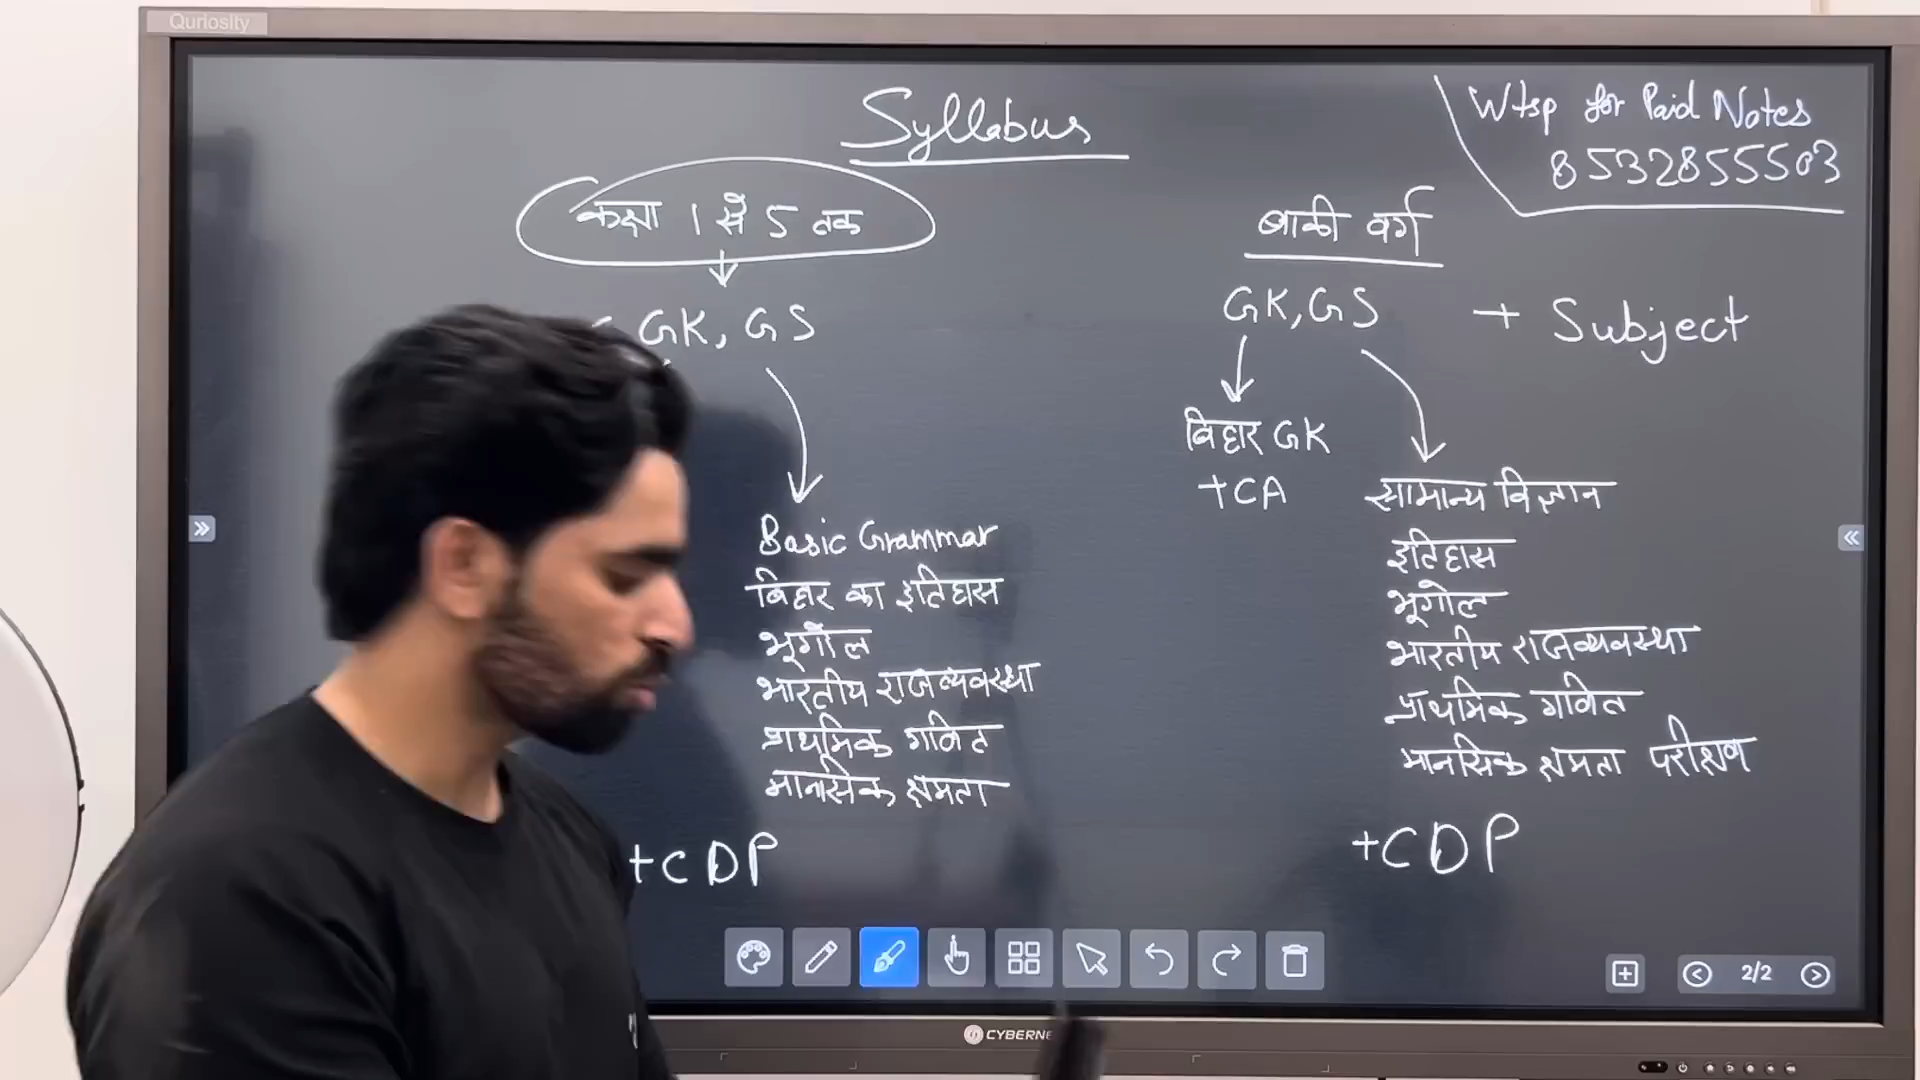 Quriosity
Syllabus
Wtsp for Paid Notes
8532855503
कक्षा 1 से 5 तक
GK, GS
Basic Grammar
बिहार का इतिहास
भूगोल
भारतीय राजव्यवस्था
प्राथमिक गणित
मानसिक क्षमता
+CDP
बाकी वर्ग
GK, GS + Subject
बिहार GK
+CA
सामान्य विज्ञान
इतिहास
भूगोल
भारतीय राजव्यवस्था
प्राथमिक गणित
मानसिक क्षमता परीक्षण
+CDP
2/2